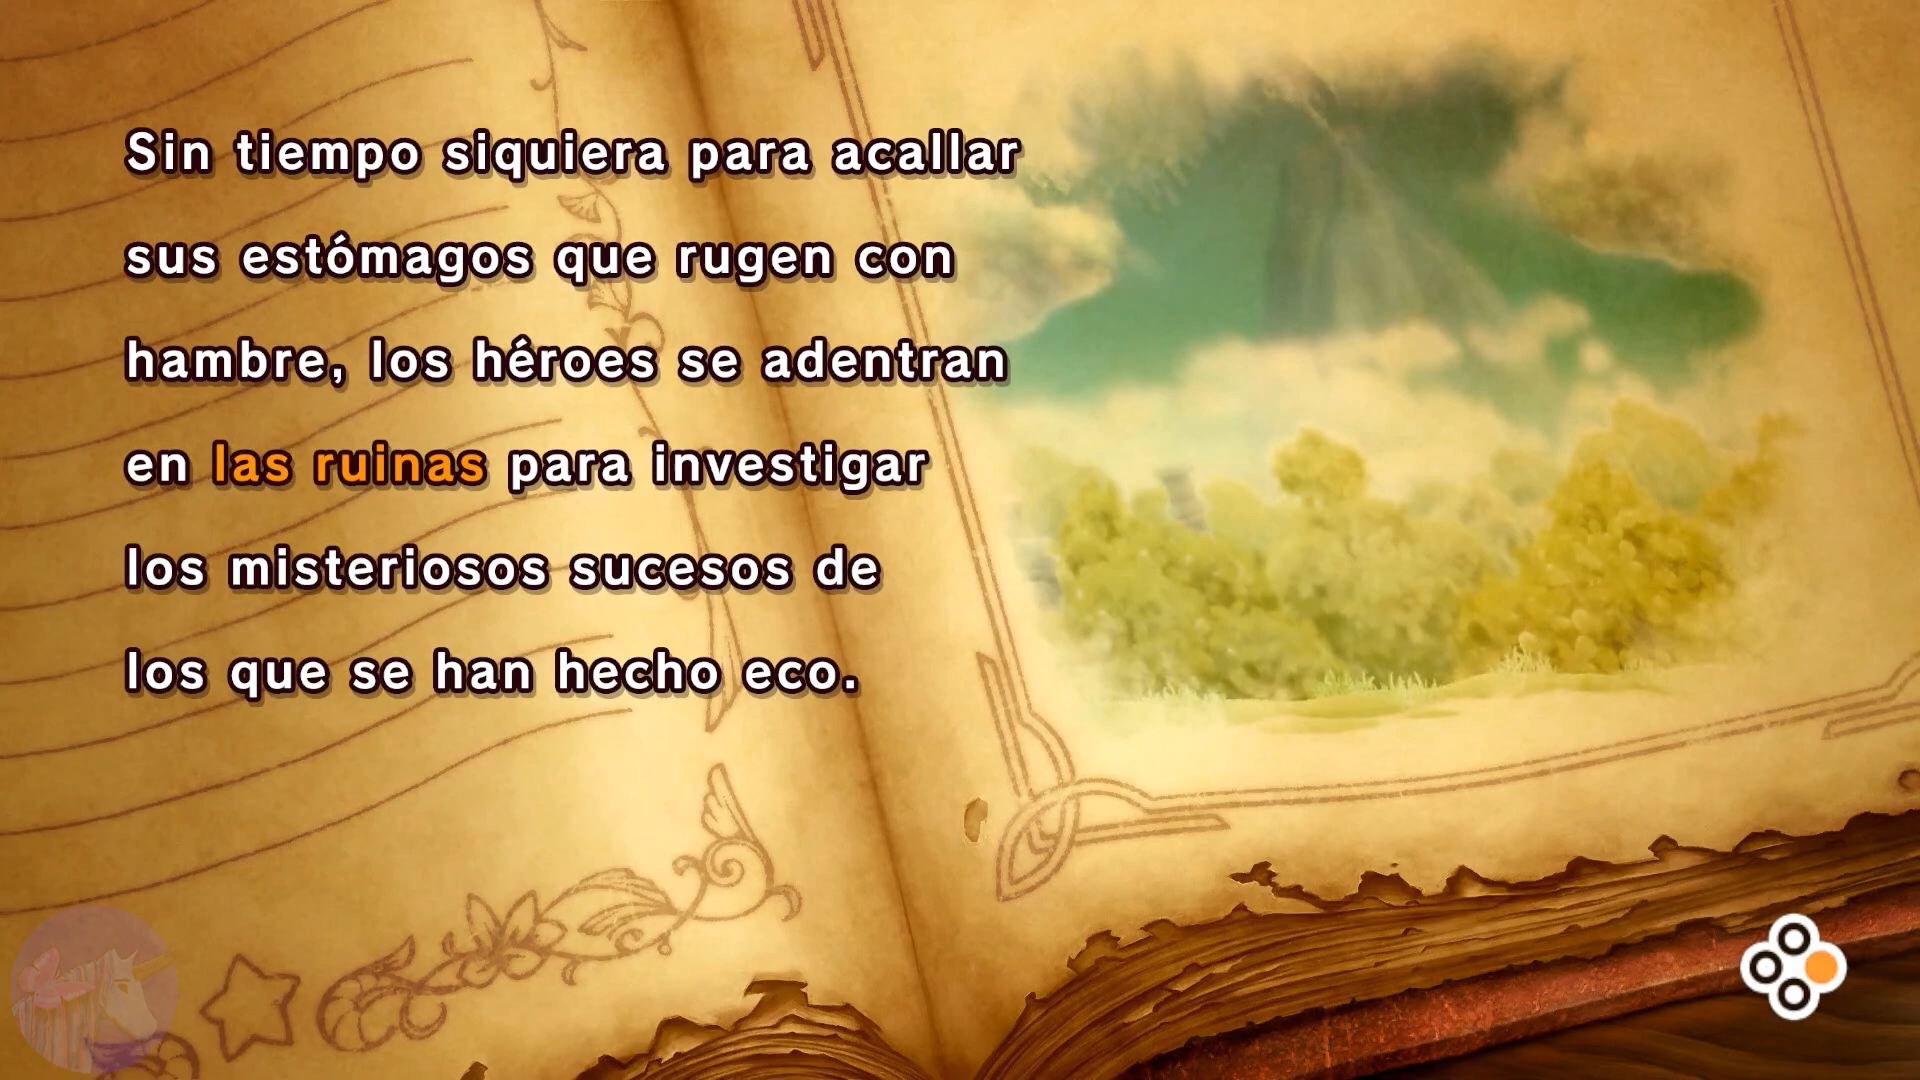 Sin tiempo siquiera para acallar
sus estómagos que rugen con
hambre, los héroes se adentran
en las ruinas para investigar
los misteriosos sucesos de
los que se han hecho eco.